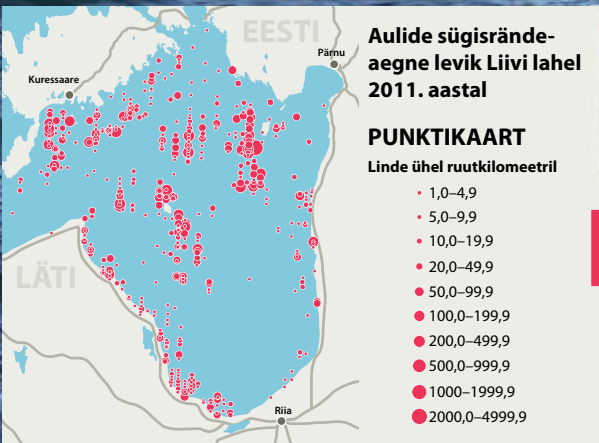 EESTI
Pärnu
Kuressaare
LÄTI
Riia
Aulide sügisrände-
aegne levik Liivi lahel
2011. aastal
PUNKTIKAART
Linde ühel ruutkilomeetril
1,0–4,9
5,0–9,9
10,0–19,9
20,0–49,9
50,0–99,9
100,0–199,9
200,0–499,9
500,0–999,9
1000–1999,9
2000,0–4999,9